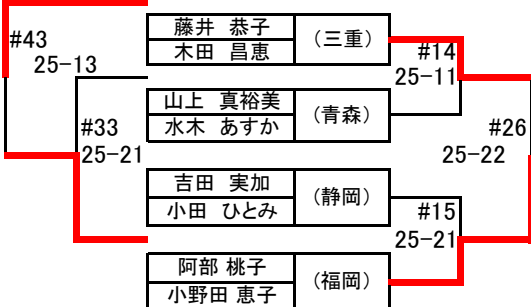 #43
25-13
#33
25-21
藤井 恭子
木田 昌恵
(三重)
山上 真裕美
水木 あすか
(青森)
吉田 実加
小田 ひとみ
(静岡)
阿部 桃子
小野田 恵子
(福岡)
#14
25-11
#15
25-21
#26
25-22